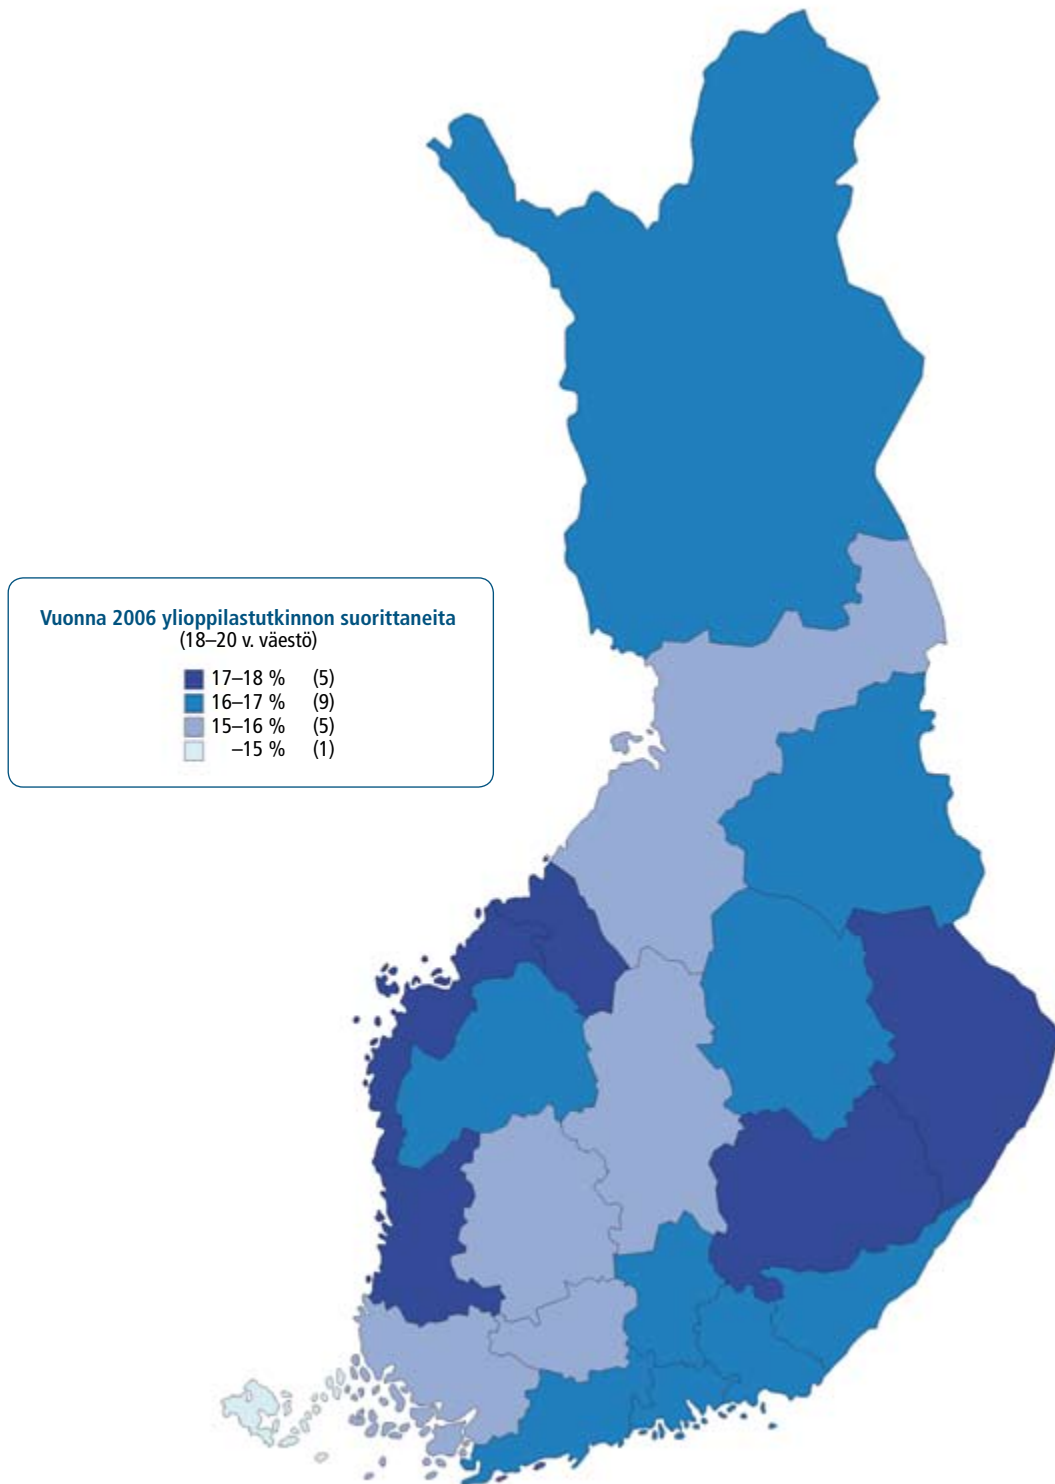 Vuonna 2006 ylioppilastutkinnon suorittaneita
(18–20 v. väestö)
17–18 % (5)
16–17 % (9)
15–16 % (5)
–15 % (1)